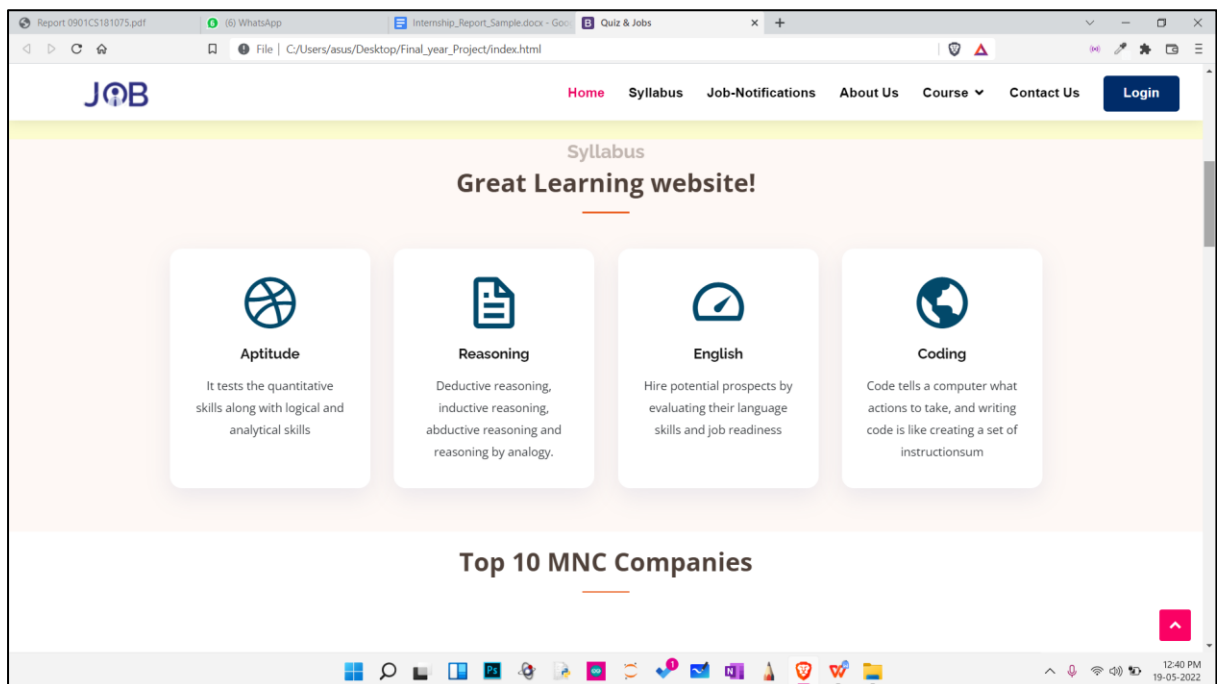 Report 0901CS181075.pdf
(6) WhatsApp
Internship_Report_Sample.docx - Goo
B Quiz & Jobs
File | C:/Users/asus/Desktop/Final_year_Project/index.html
JOB
Home Syllabus Job-Notifications About Us Course Contact Us Login
Syllabus
Great Learning website!
Aptitude
It tests the quantitative
skills along with logical and
analytical skills
Reasoning
Deductive reasoning,
inductive reasoning,
abductive reasoning and
reasoning by analogy.
English
Hire potential prospects by
evaluating their language
skills and job readiness
Coding
Code tells a computer what
actions to take, and writing
code is like creating a set of
instructionsum
Top 10 MNC Companies
Ps
N
1
W
12:40 PM
19-05-2022